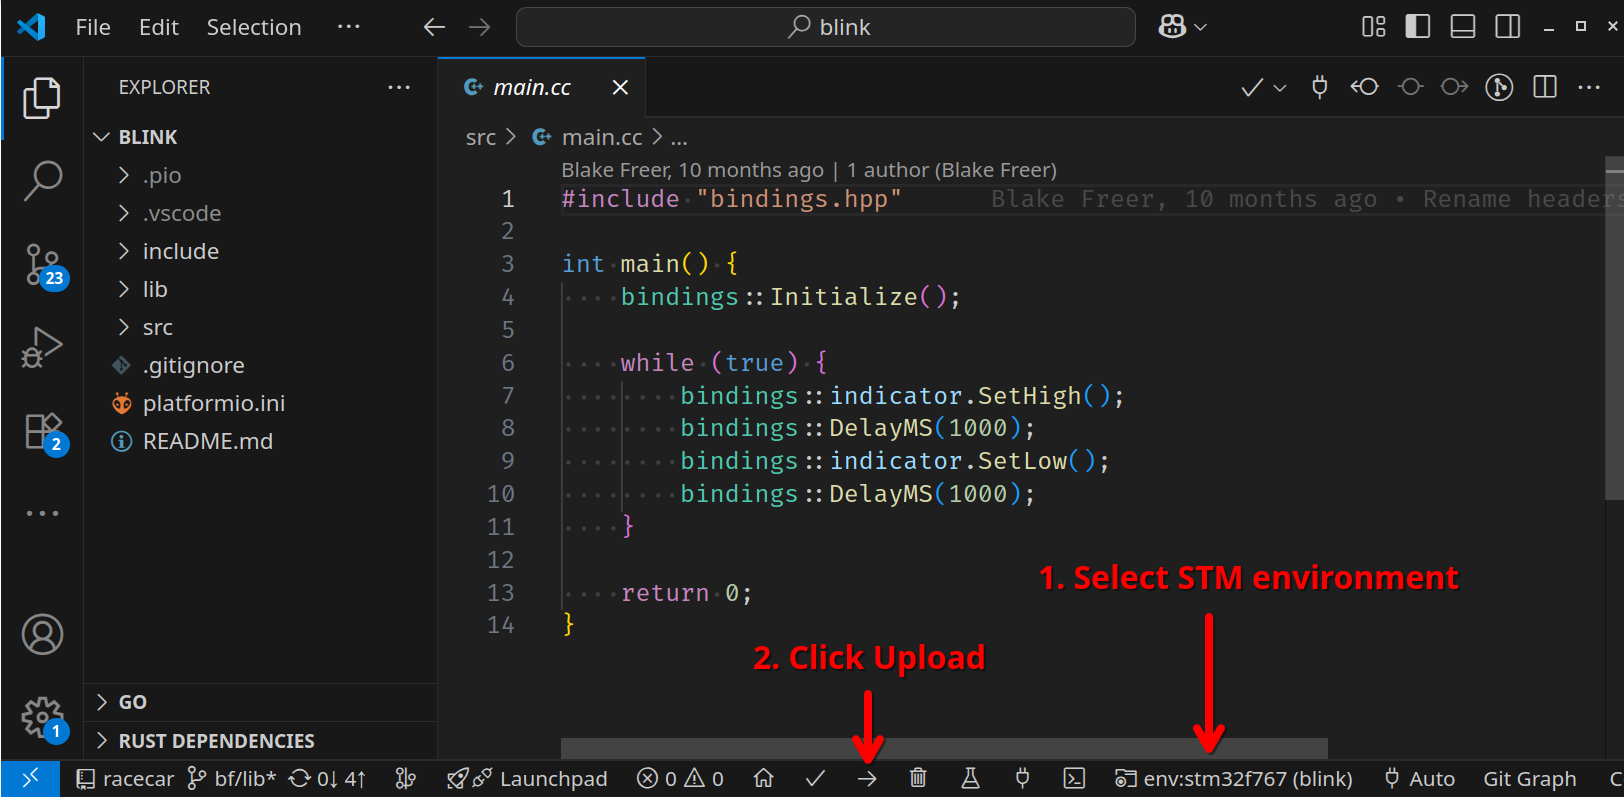 File Edit Selection ··· blink
EXPLORER ···
main.cc
BLINK
.pio
.vscode
include
lib
src
.gitignore
platformio.ini
README.md
GO
RUST DEPENDENCIES
23
2
1
src > main.cc > ...
Blake Freer, 10 months ago | 1 author (Blake Freer)
1 #include "bindings.hpp" Blake Freer, 10 months ago • Rename headers
2
3 int main() {
4 bindings::Initialize();
5
6 while (true) {
7 bindings::indicator.SetHigh();
8 bindings::DelayMS(1000);
9 bindings::indicator.SetLow();
10 bindings::DelayMS(1000);
11 }
12
13 return 0;
14 }
1. Select STM environment
2. Click Upload
racecar bf/lib* 0↓ 4↑ Launchpad 0 0 env:stm32f767 (blink) Auto Git Graph